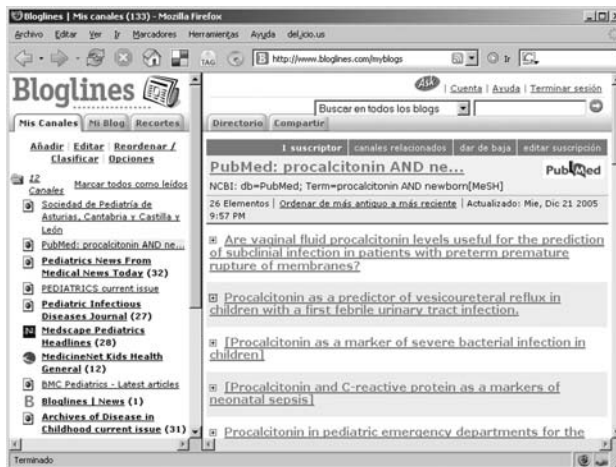 Bloglines | Mis canales (133) - Mozilla Firefox
Archivo Editar Ver Ir Marcadores Herramientas Ayuda del.icio.us
TAG http://www.bloglines.com/myblogs Ir
Bloglines
Ask | Cuenta | Ayuda | Terminar sesión
Buscar en todos los blogs
Mis Canales Mi Blog Recortes
Directorio Compartir
Añadir | Editar | Reordenar /
Clasificar | Opciones
12
Canales Marcar todos como leídos
Sociedad de Pediatría de
Asturias, Cantabria y Castilla y
León
PubMed: procalcitonin AND ne...
Pediatrics News From
Medical News Today (32)
PEDIATRICS current issue
Pediatric Infectious
Diseases Journal (27)
Medscape Pediatrics
Headlines (28)
MedicineNet Kids Health
General (12)
BMC Pediatrics - Latest articles
Bloglines | News (1)
Archives of Disease in
Childhood current issue (31)
1 suscriptor | canales relacionados | dar de baja | editar suscripción
PubMed: procalcitonin AND ne...
PubMed
NCBI: db=PubMed; Term=procalcitonin AND newborn[MeSH]
26 Elementos | Ordenar de más antiguo a más reciente | Actualizado: Mie, Dic 21 2005
9:57 PM
Are vaginal fluid procalcitonin levels useful for the prediction
of subclinial infection in patients with preterm premature
rupture of membranes?
Procalcitonin as a predictor of vesicoureteral reflux in
children with a first febrile urinary tract infection.
[Procalcitonin as a marker of severe bacterial infection in
children]
[Procalcitonin and C-reactive protein as a markers of
neonatal sepsis]
Procalcitonin in pediatric emergency departments for the
Terminado